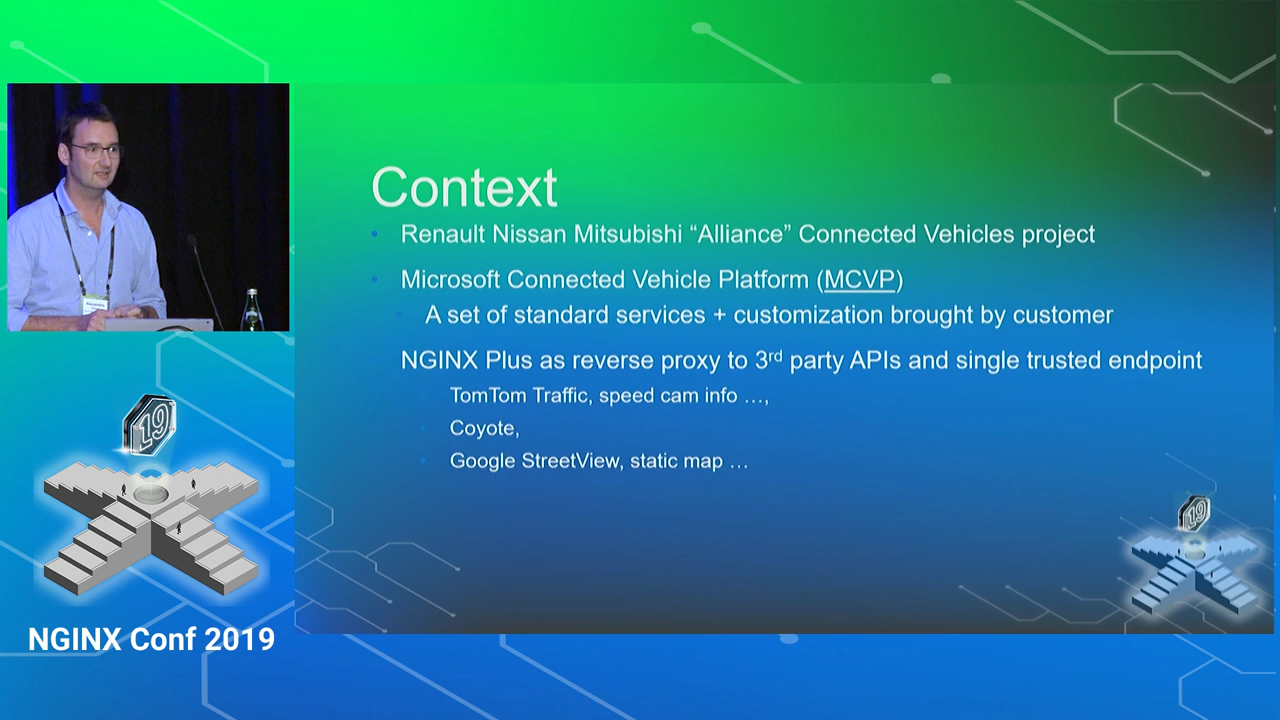 Context
Renault Nissan Mitsubishi “Alliance” Connected Vehicles project
Microsoft Connected Vehicle Platform (MCVP)
A set of standard services + customization brought by customer
NGINX Plus as reverse proxy to 3rd party APIs and single trusted endpoint
TomTom Traffic, speed cam info …,
Coyote,
Google StreetView, static map …
19
19
NGINX Conf 2019